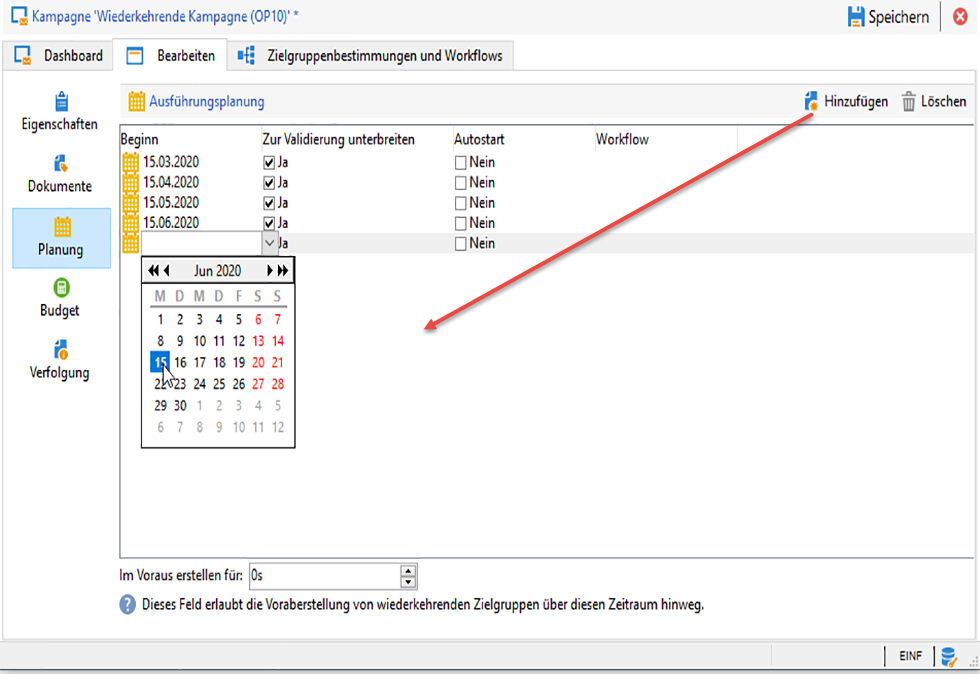 Kampagne 'Wiederkehrende Kampagne (OP10)' *
Speichern
Dashboard Bearbeiten Zielgruppenbestimmungen und Workflows
Eigenschaften
Dokumente
Planung
Budget
Verfolgung
Ausführungsplanung Hinzufügen Löschen
Beginn Zur Validierung unterbreiten Autostart Workflow
15.03.2020 Ja Nein
15.04.2020 Ja Nein
15.05.2020 Ja Nein
15.06.2020 Ja Nein
Ja Nein
Jun 2020
M D M D F S S
1 2 3 4 5 6 7
8 9 10 11 12 13 14
15 16 17 18 19 20 21
22 23 24 25 26 27 28
29 30 1 2 3 4 5
6 7 8 9 10 11 12
Im Voraus erstellen für: 0s
? Dieses Feld erlaubt die Voraberstellung von wiederkehrenden Zielgruppen über diesen Zeitraum hinweg.
EINF